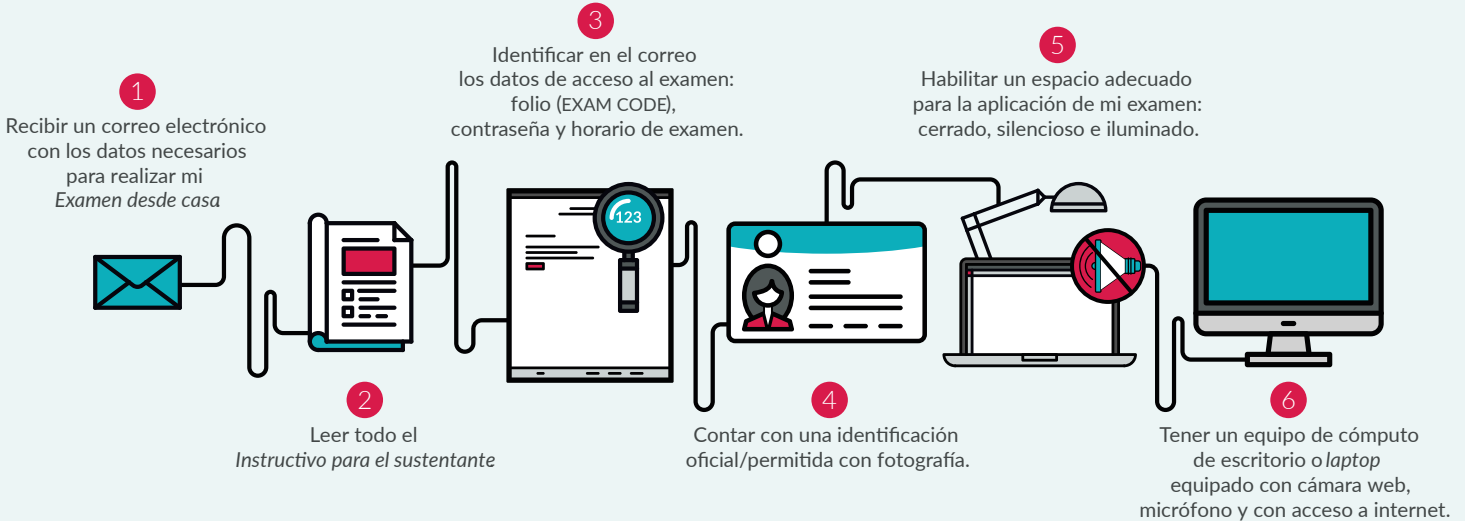 1
Recibir un correo electrónico
con los datos necesarios
para realizar mi
Examen desde casa
2
Leer todo el
Instructivo para el sustentante
3
Identificar en el correo
los datos de acceso al examen:
folio (EXAM CODE),
contraseña y horario de examen.
123
4
Contar con una identificación
oficial/permitida con fotografía.
5
Habilitar un espacio adecuado
para la aplicación de mi examen:
cerrado, silencioso e iluminado.
6
Tener un equipo de cómputo
de escritorio o laptop
equipado con cámara web,
micrófono y con acceso a internet.